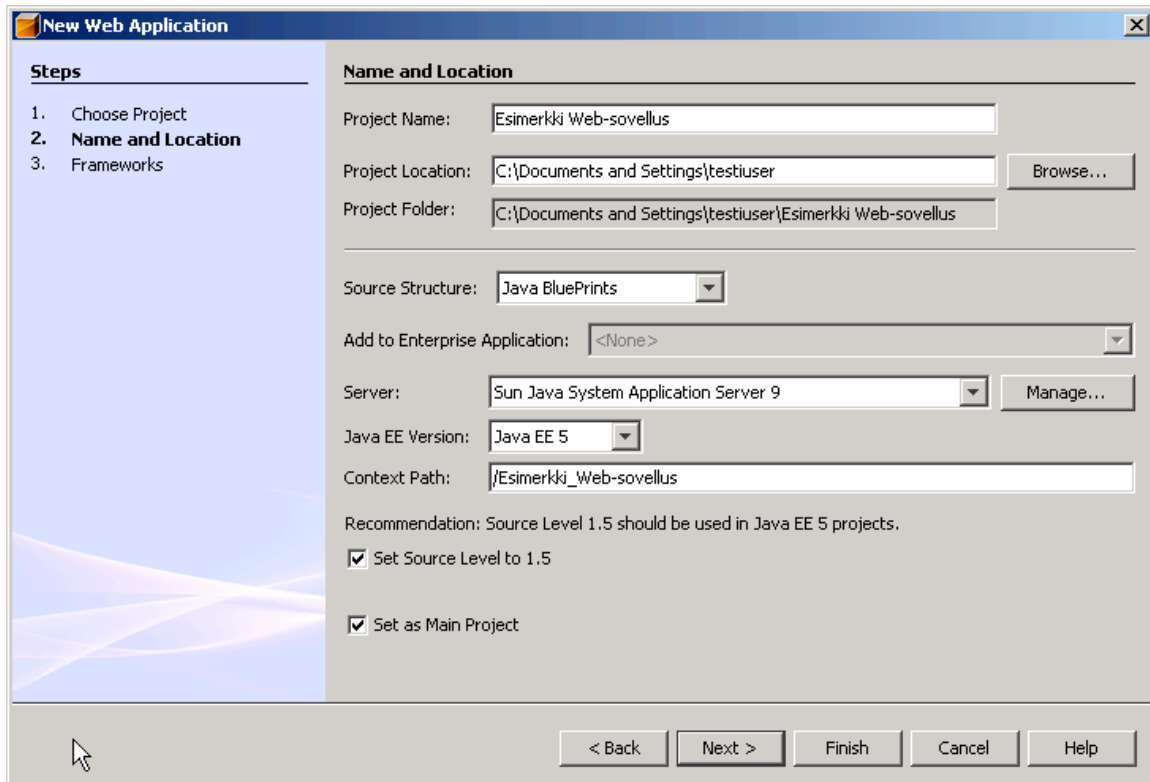 New Web Application
Steps
1. Choose Project
2. Name and Location
3. Frameworks
Name and Location
Project Name: Esimerkki Web-sovellus
Project Location: C:\Documents and Settings\testiuser Browse...
Project Folder: C:\Documents and Settings\testiuser\Esimerkki Web-sovellus
Source Structure: Java BluePrints
Add to Enterprise Application: <None>
Server: Sun Java System Application Server 9 Manage...
Java EE Version: Java EE 5
Context Path: /Esimerkki_Web-sovellus
Recommendation: Source Level 1.5 should be used in Java EE 5 projects.
Set Source Level to 1.5
Set as Main Project
< Back Next > Finish Cancel Help